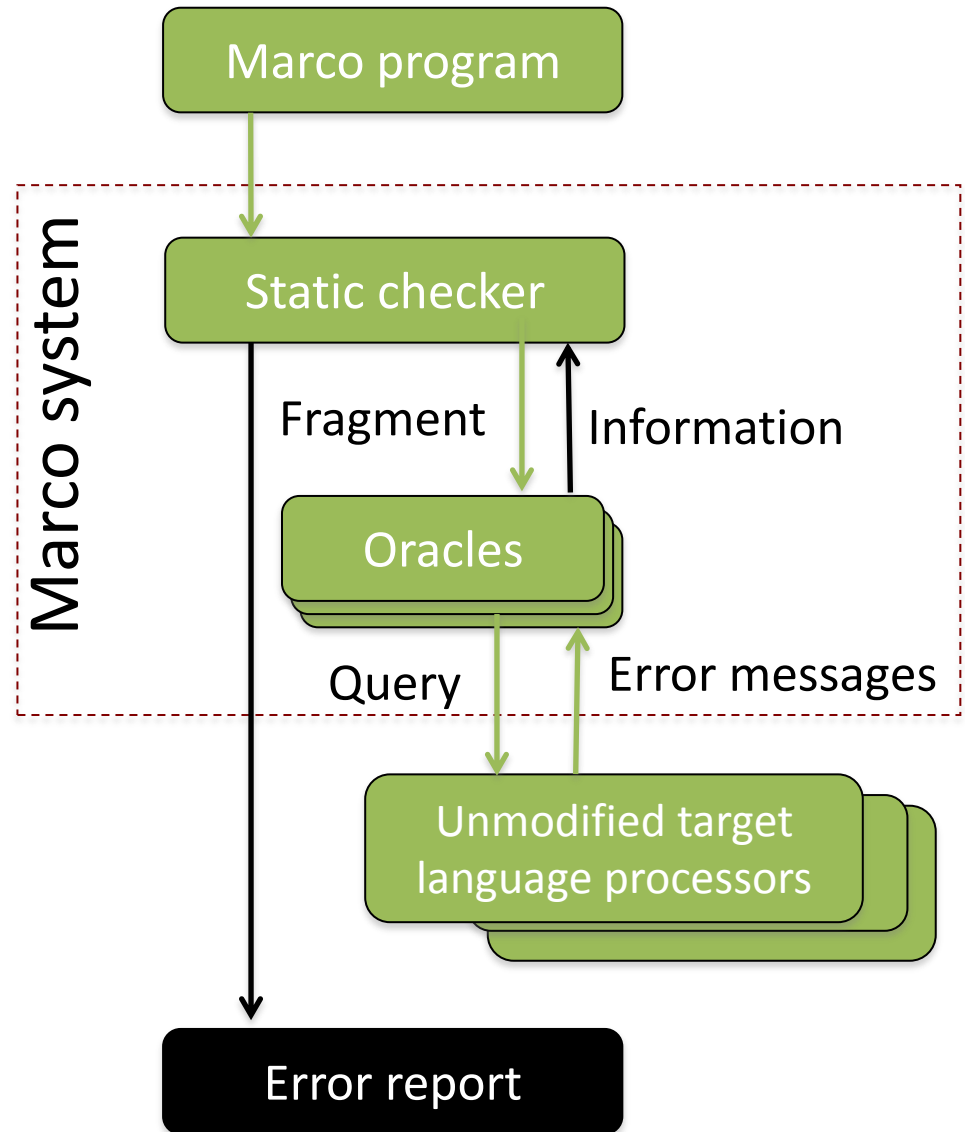 Marco program
Marco system
Static checker
Fragment
Information
Oracles
Query
Error messages
Unmodified target
language processors
Error report